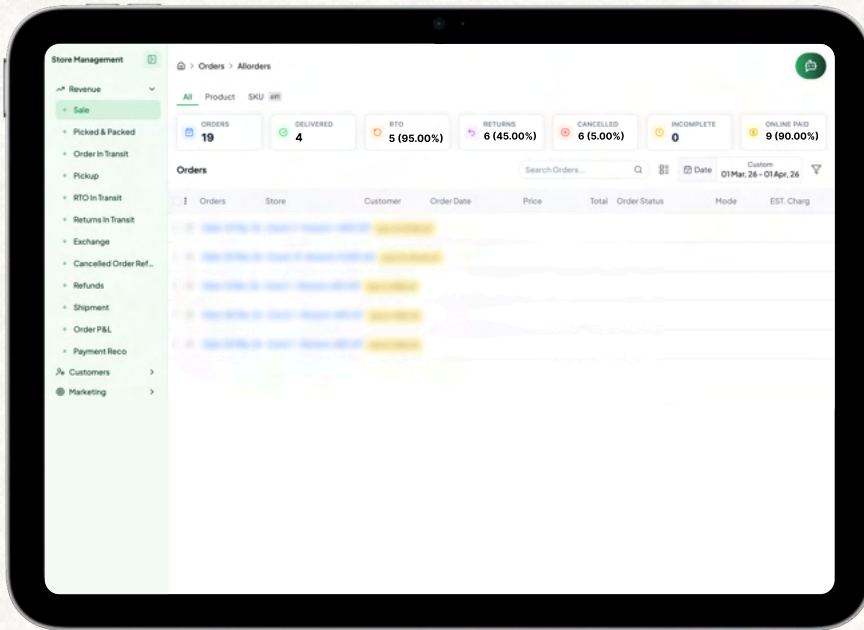 Store Management
Revenue
Sale
Picked & Packed
Order In Transit
Pickup
RTO In Transit
Returns In Transit
Exchange
Cancelled Order Ref...
Refunds
Shipment
Order P&L
Payment Reco
Customers
Marketing
> Orders > Allorders
All Product SKU
ORDERS
19
DELIVERED
4
RTO
5 (95.00%)
RETURNS
6 (45.00%)
CANCELLED
6 (5.00%)
INCOMPLETE
0
ONLINE PAID
9 (90.00%)
Orders
Search Orders...
Date
Custom
01 Mar, 26 - 01 Apr, 26
Orders Store Customer Order Date Price Total Order Status Mode EST. Charg